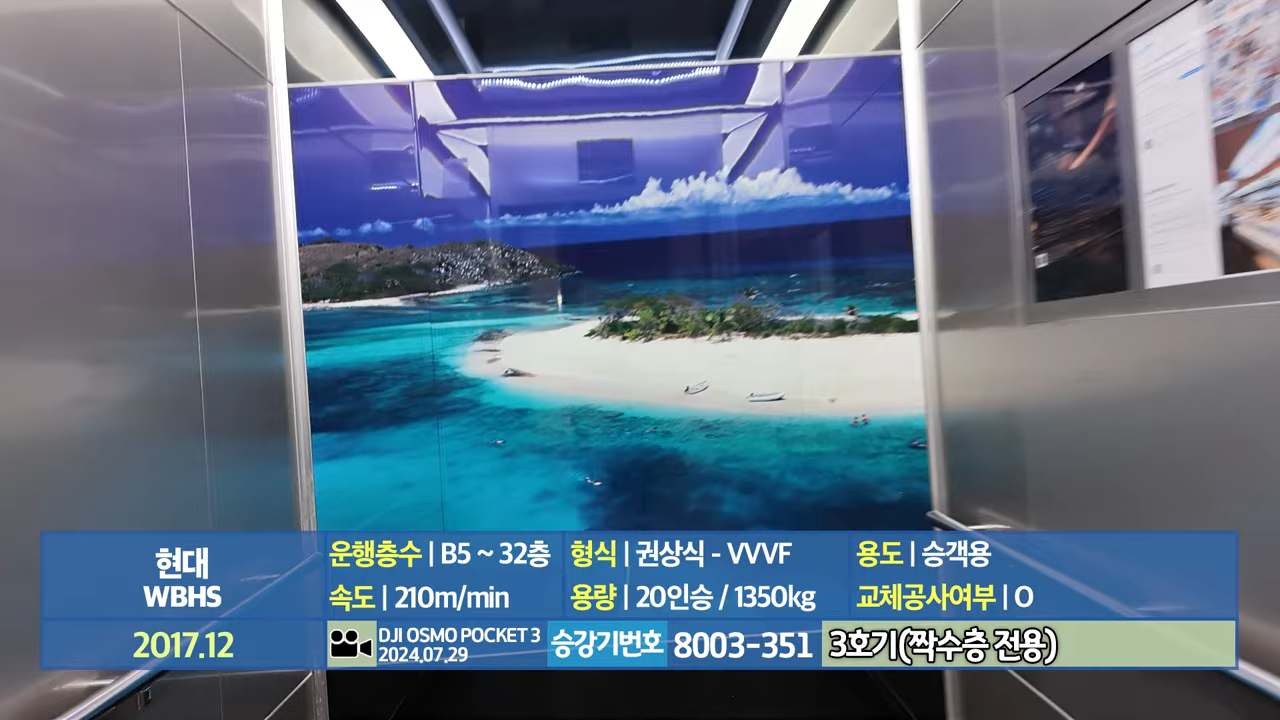 현대
WBHS
운행층수 | B5 ~ 32층
형식 | 권상식 - VVVF
용도 | 승객용
속도 | 210m/min
용량 | 20인승 / 1350kg
교체공사여부 | O
2017.12
DJI OSMO POCKET 3
2024.07.29
승강기번호 8003-351
3호기(짝수층 전용)